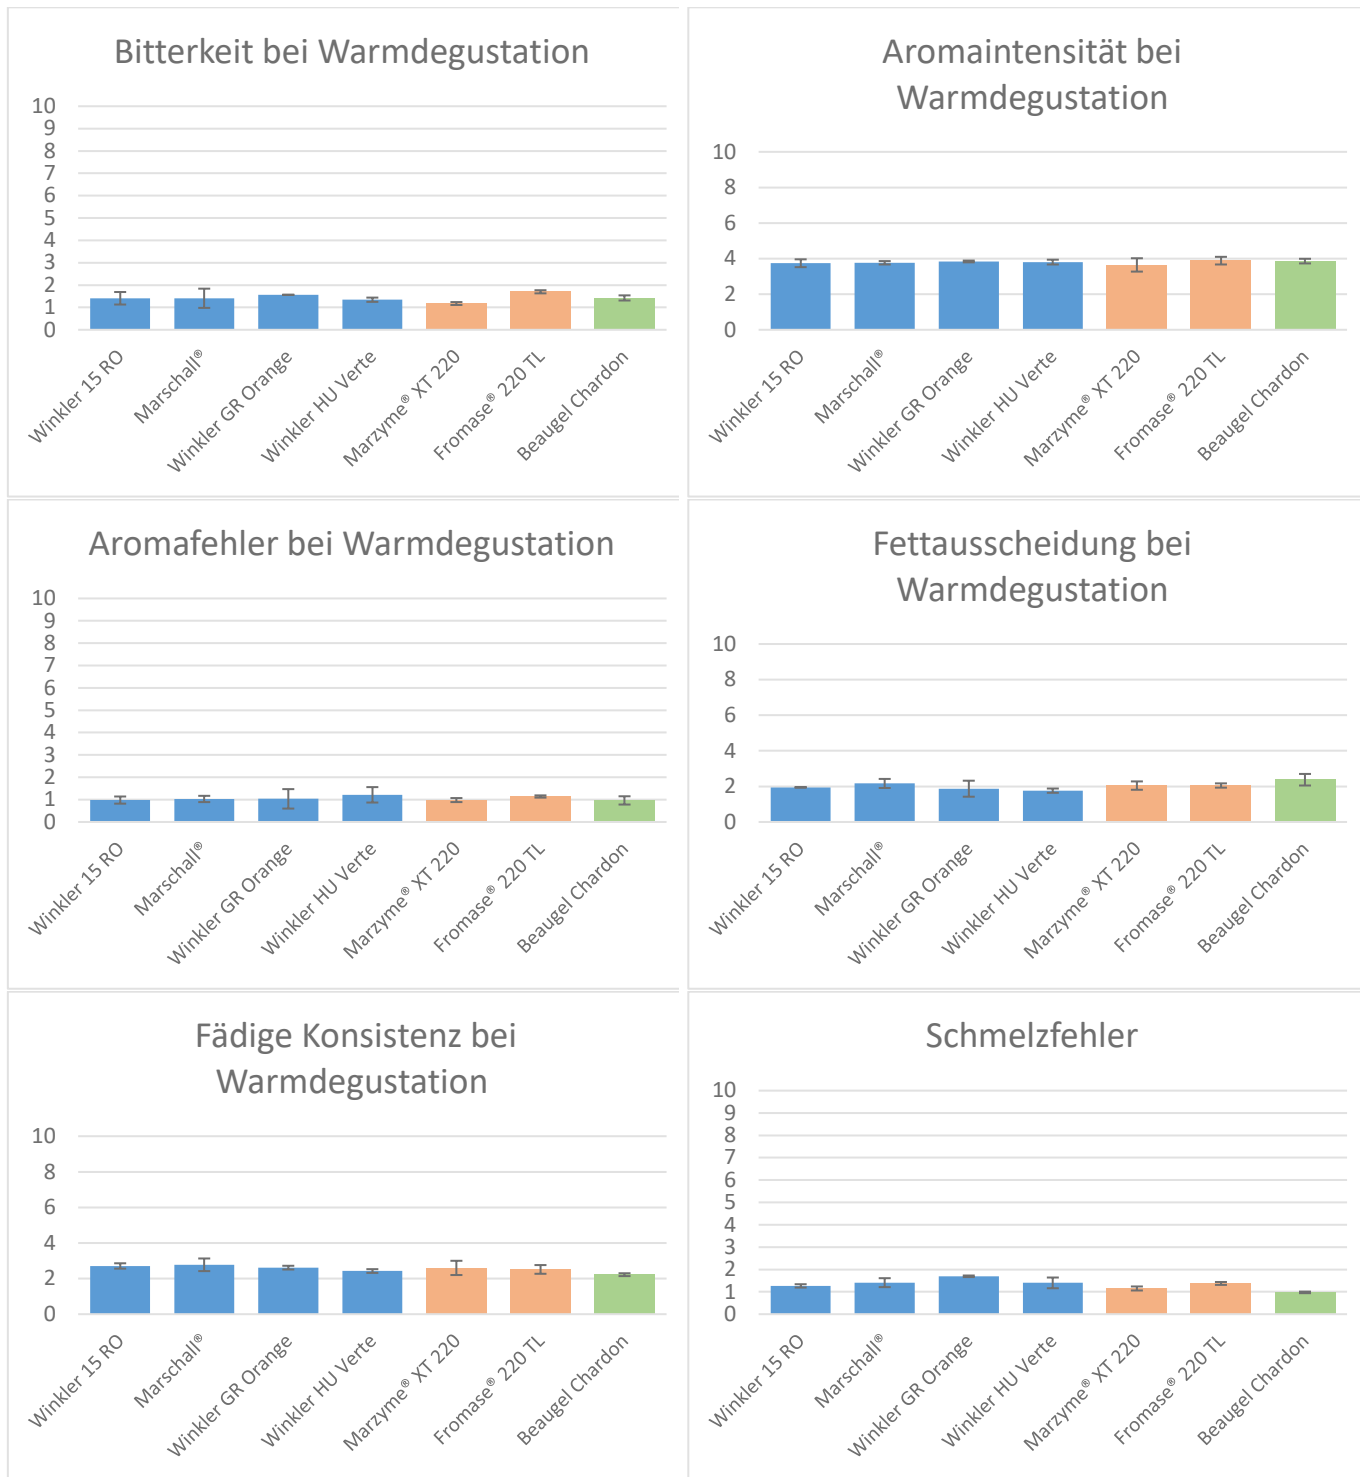 Bitterkeit bei Warmdegustation
10
9
8
7
6
5
4
3
2
1
0
Winkler 15 RO
Marschall®
Winkler GR Orange
Winkler HU Verte
Marzyme® XT 220
Fromase® 220 TL
Beaugel Chardon
Aromaintensität bei
Warmdegustation
10
8
6
4
2
0
Winkler 15 RO
Marschall®
Winkler GR Orange
Winkler HU Verte
Marzyme® XT 220
Fromase® 220 TL
Beaugel Chardon
Aromafehler bei Warmdegustation
10
9
8
7
6
5
4
3
2
1
0
Winkler 15 RO
Marschall®
Winkler GR Orange
Winkler HU Verte
Marzyme® XT 220
Fromase® 220 TL
Beaugel Chardon
Fettausscheidung bei
Warmdegustation
10
8
6
4
2
0
Winkler 15 RO
Marschall®
Winkler GR Orange
Winkler HU Verte
Marzyme® XT 220
Fromase® 220 TL
Beaugel Chardon
Fädige Konsistenz bei
Warmdegustation
10
8
6
4
2
0
Winkler 15 RO
Marschall®
Winkler GR Orange
Winkler HU Verte
Marzyme® XT 220
Fromase® 220 TL
Beaugel Chardon
Schmelzfehler
10
9
8
7
6
5
4
3
2
1
0
Winkler 15 RO
Marschall®
Winkler GR Orange
Winkler HU Verte
Marzyme® XT 220
Fromase® 220 TL
Beaugel Chardon